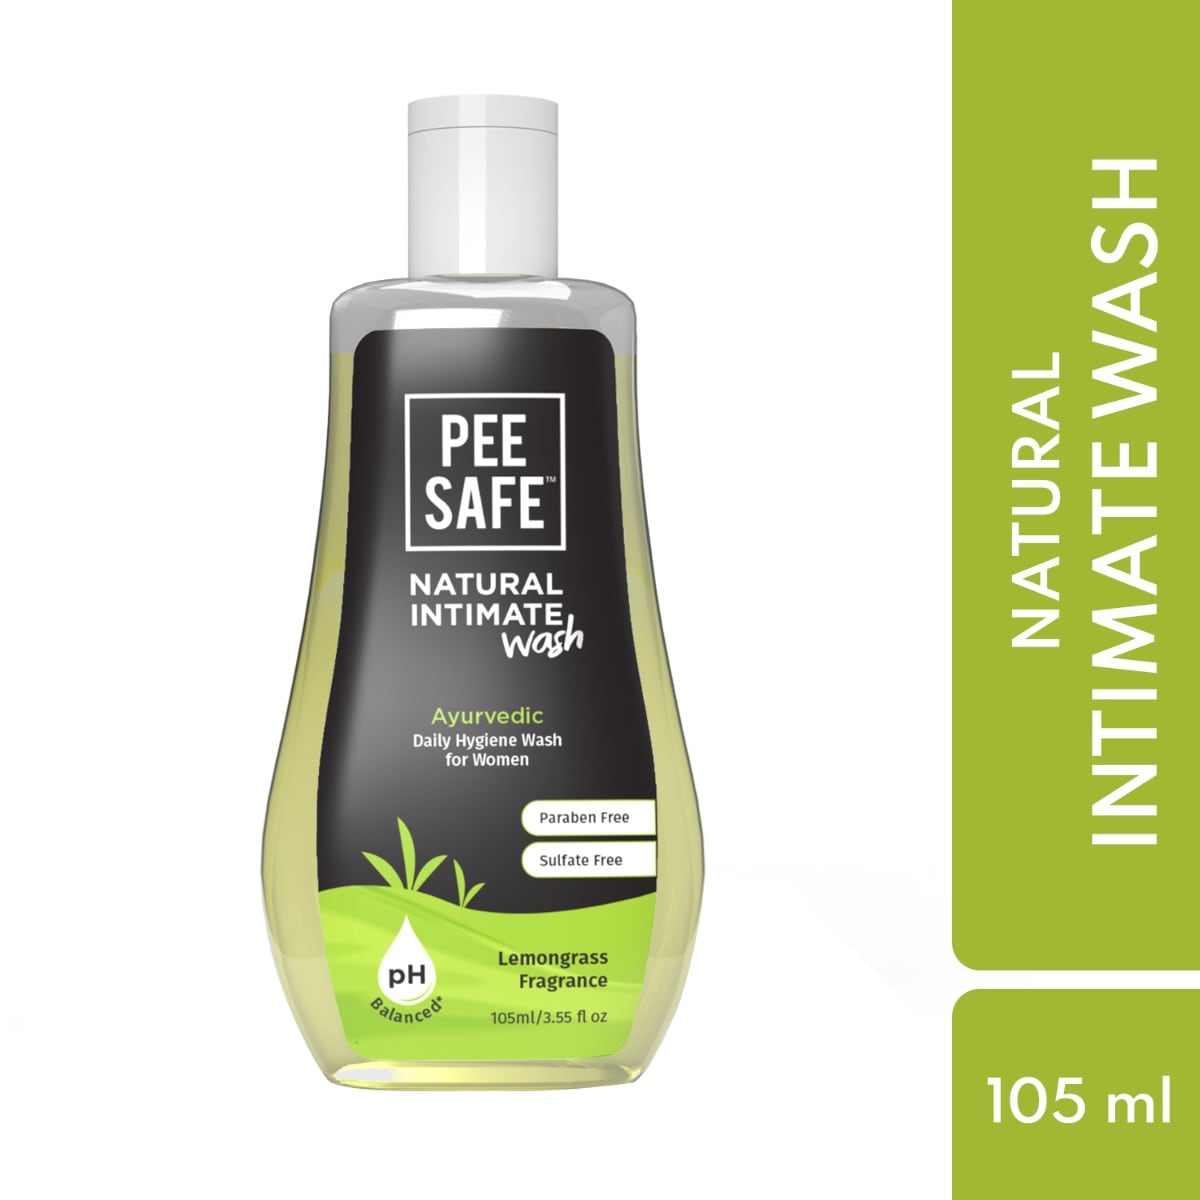 PEE
SAFE™
NATURAL
INTIMATE
wash
Ayurvedic
Daily Hygiene Wash
for Women
Paraben Free
Sulfate Free
pH
Balanced*
Lemongrass
Fragrance
105ml/3.55 fl oz
NATURAL
INTIMATE WASH
105 ml